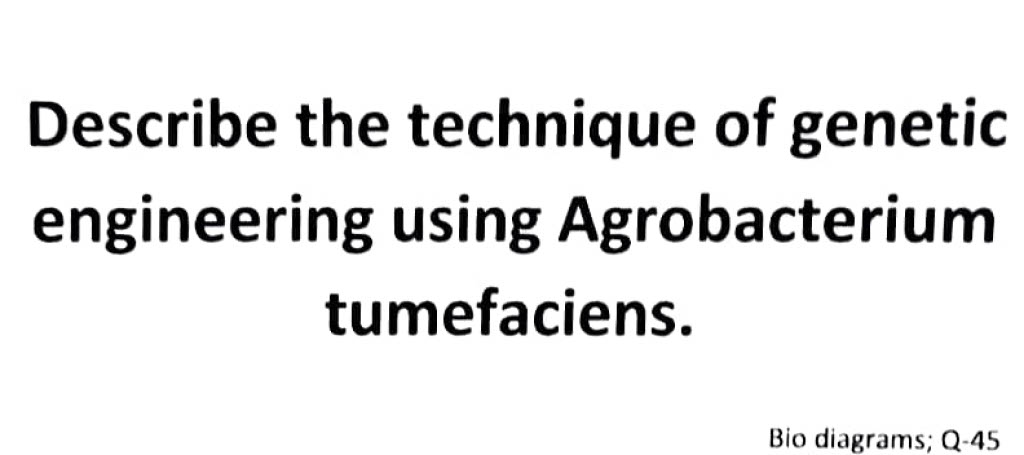 Describe the technique of genetic
engineering using Agrobacterium
tumefaciens.
Bio diagrams; Q-45